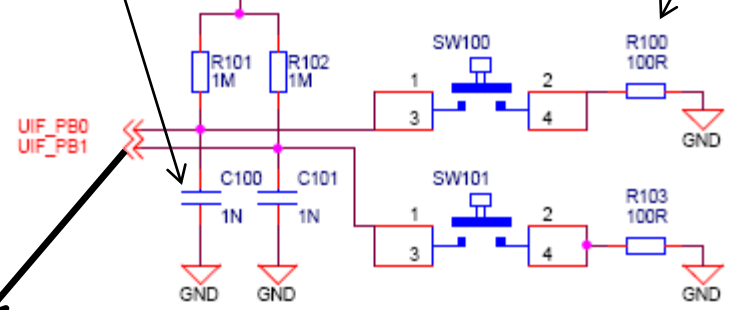 SW100
R100
100R
R101
1M
R102
1M
1
2
3
4
UIF_PB0
UIF_PB1
GND
C100
1N
C101
1N
SW101
R103
100R
1
2
3
4
GND
GND
GND